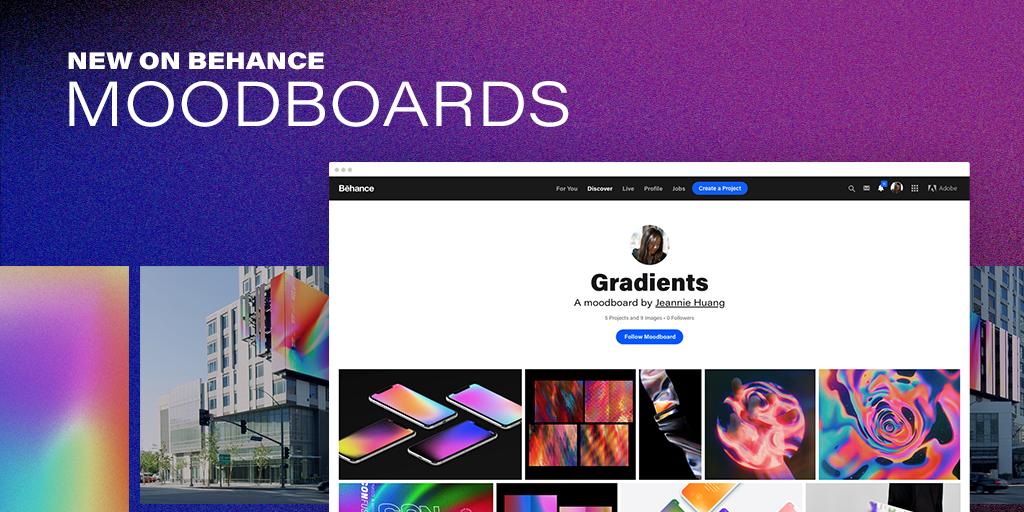 NEW ON BEHANCE
MOODBOARDS
Bēhance
For You Discover Live Profile Jobs Create a Project
Adobe
Gradients
A moodboard by Jeannie Huang
5 Projects and 9 Images • 0 Followers
Follow Moodboard